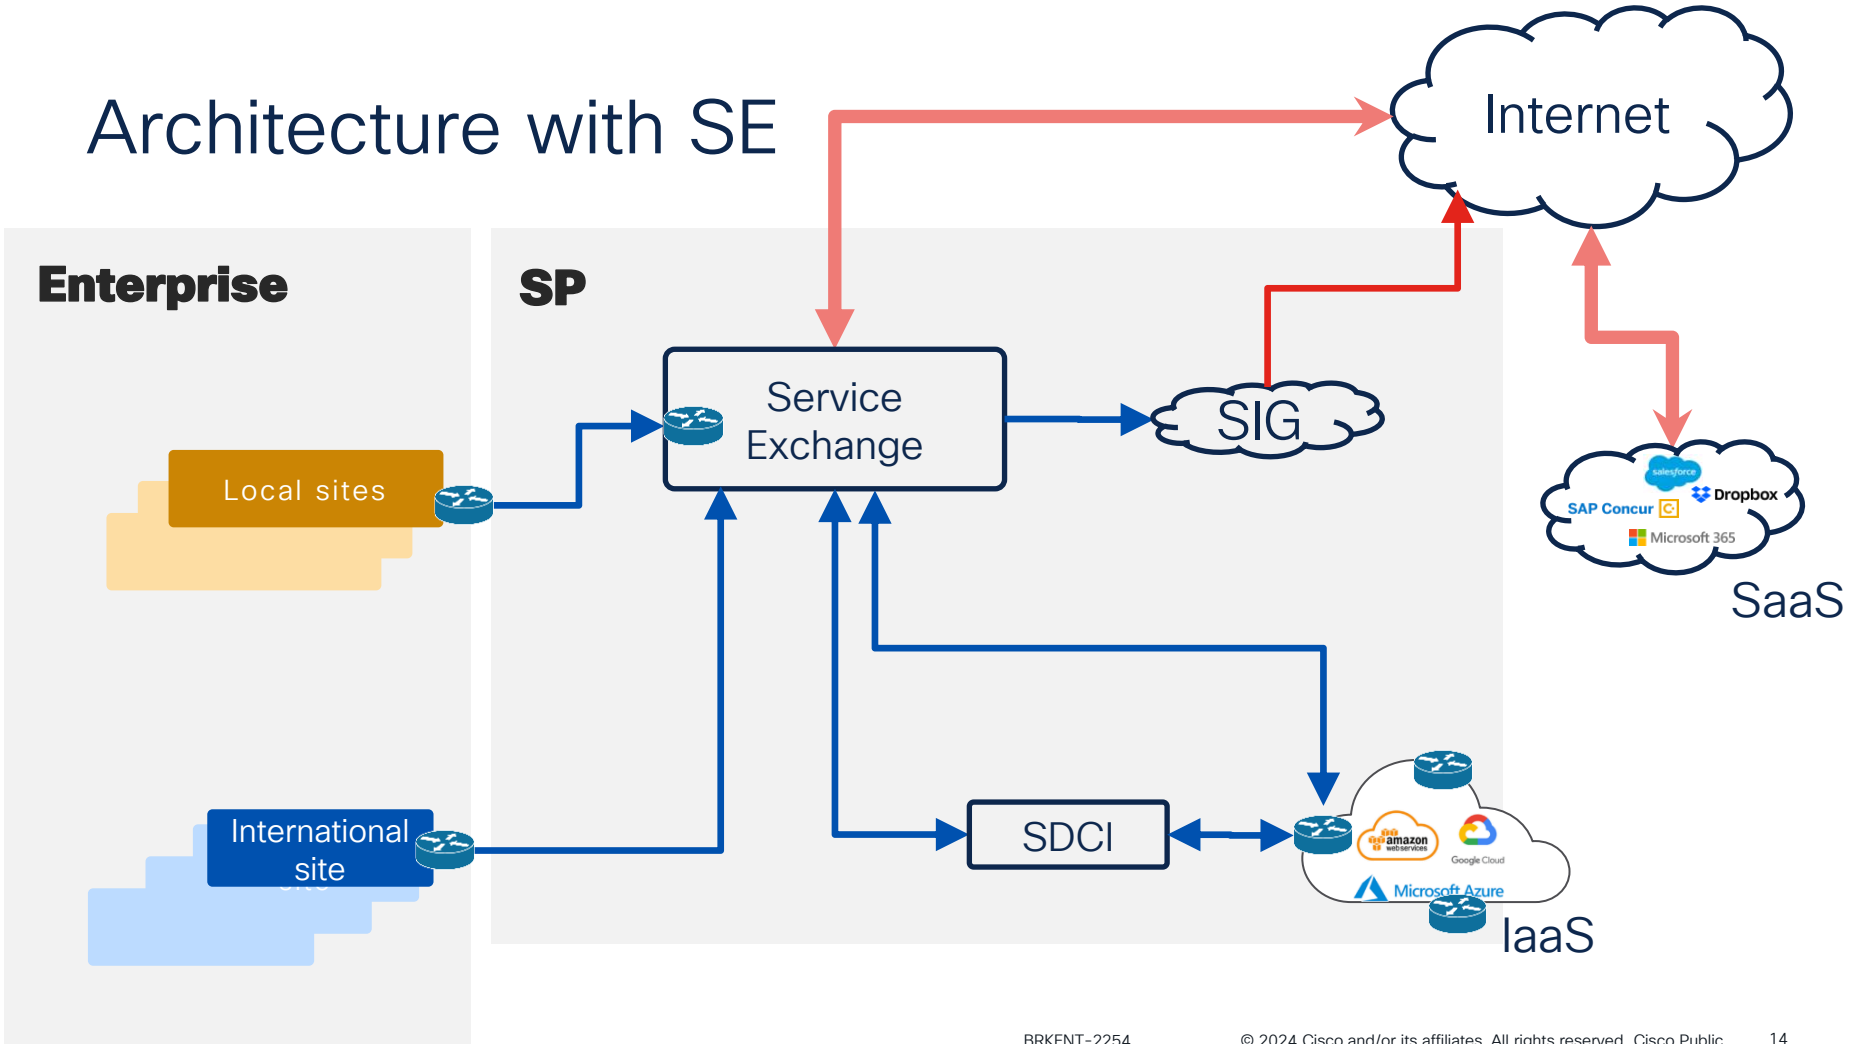 Architecture with SE
Internet
Enterprise
SP
Service
Exchange
SIG
Local sites
salesforce
Dropbox
SAP Concur
Microsoft 365
SaaS
International
site
site
SDCI
amazon
webservices
Google Cloud
Microsoft Azure
IaaS
BRKENT-2254
© 2024 Cisco and/or its affiliates. All rights reserved. Cisco Public
14